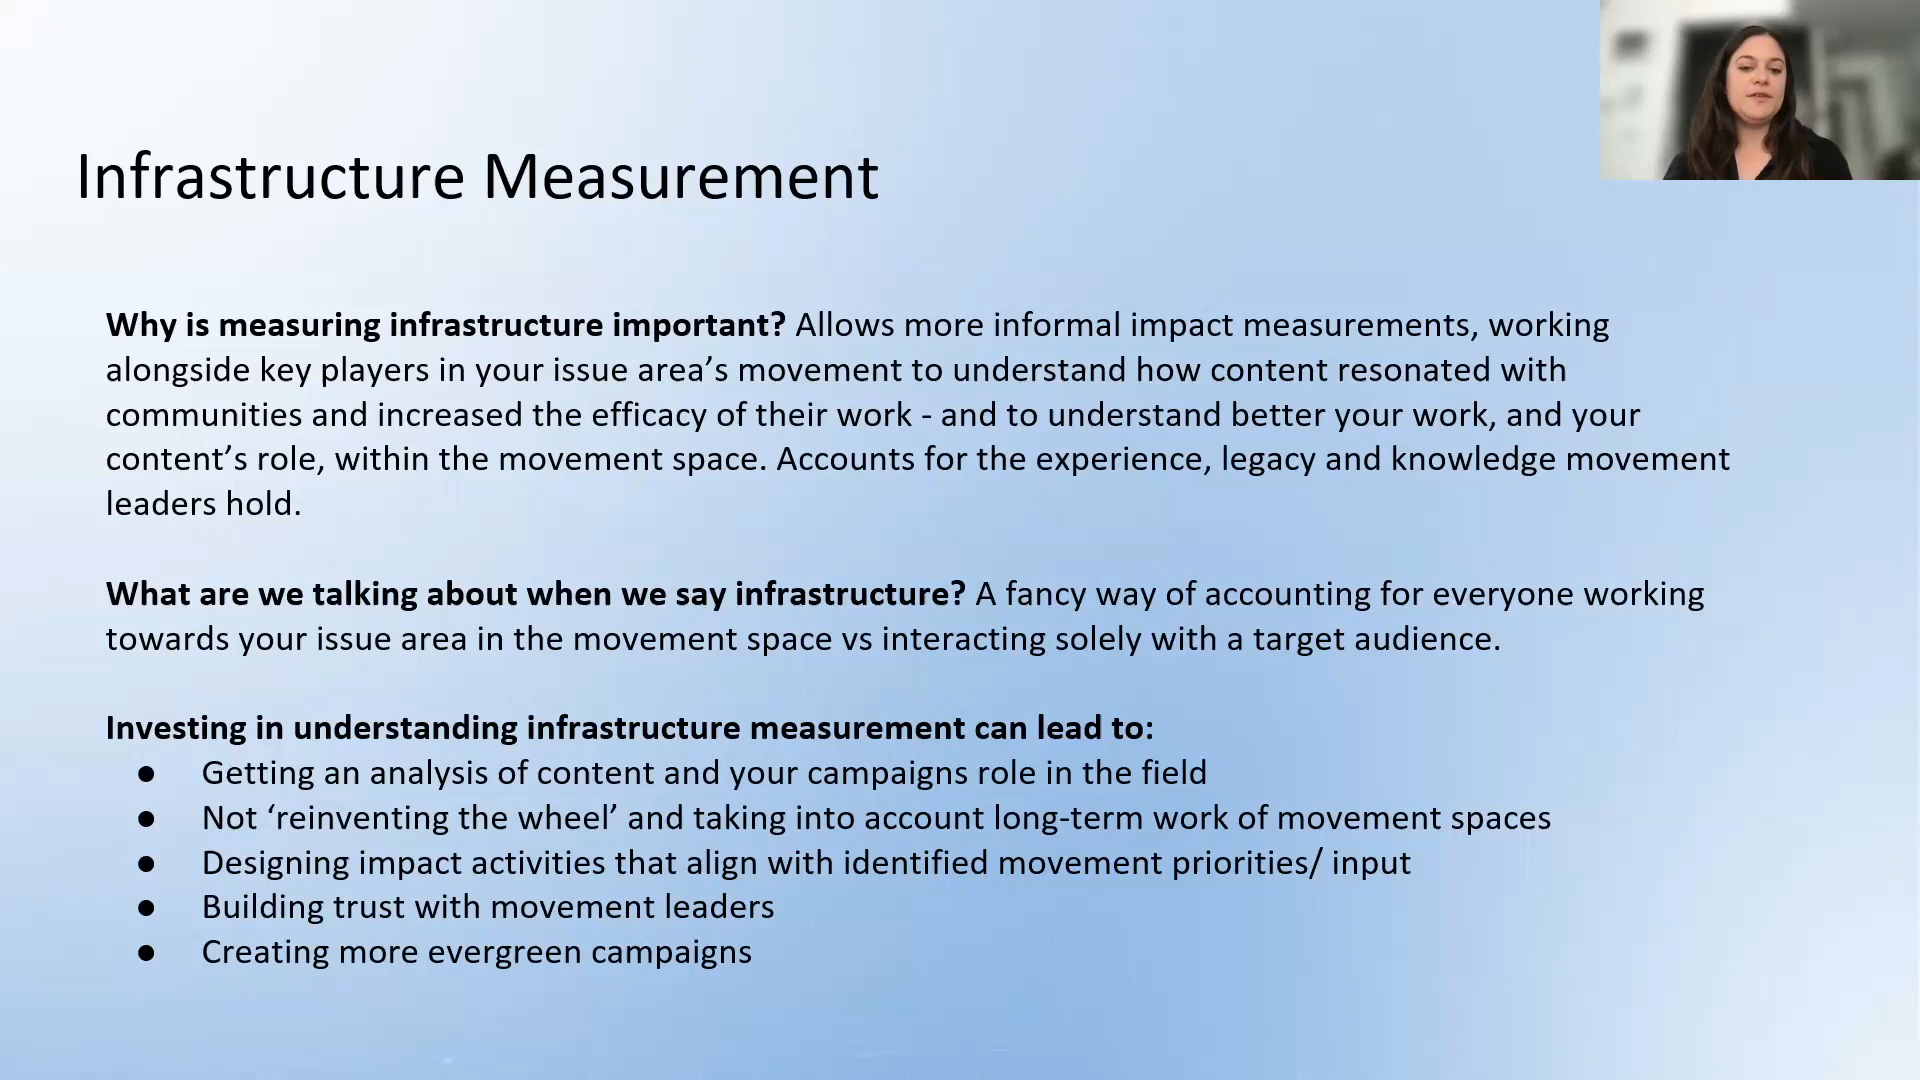 Infrastructure Measurement
Why is measuring infrastructure important? Allows more informal impact measurements, working
alongside key players in your issue area’s movement to understand how content resonated with
communities and increased the efficacy of their work - and to understand better your work, and your
content’s role, within the movement space. Accounts for the experience, legacy and knowledge movement
leaders hold.
What are we talking about when we say infrastructure? A fancy way of accounting for everyone working
towards your issue area in the movement space vs interacting solely with a target audience.
Investing in understanding infrastructure measurement can lead to:
● Getting an analysis of content and your campaigns role in the field
● Not ‘reinventing the wheel’ and taking into account long-term work of movement spaces
● Designing impact activities that align with identified movement priorities/ input
● Building trust with movement leaders
● Creating more evergreen campaigns